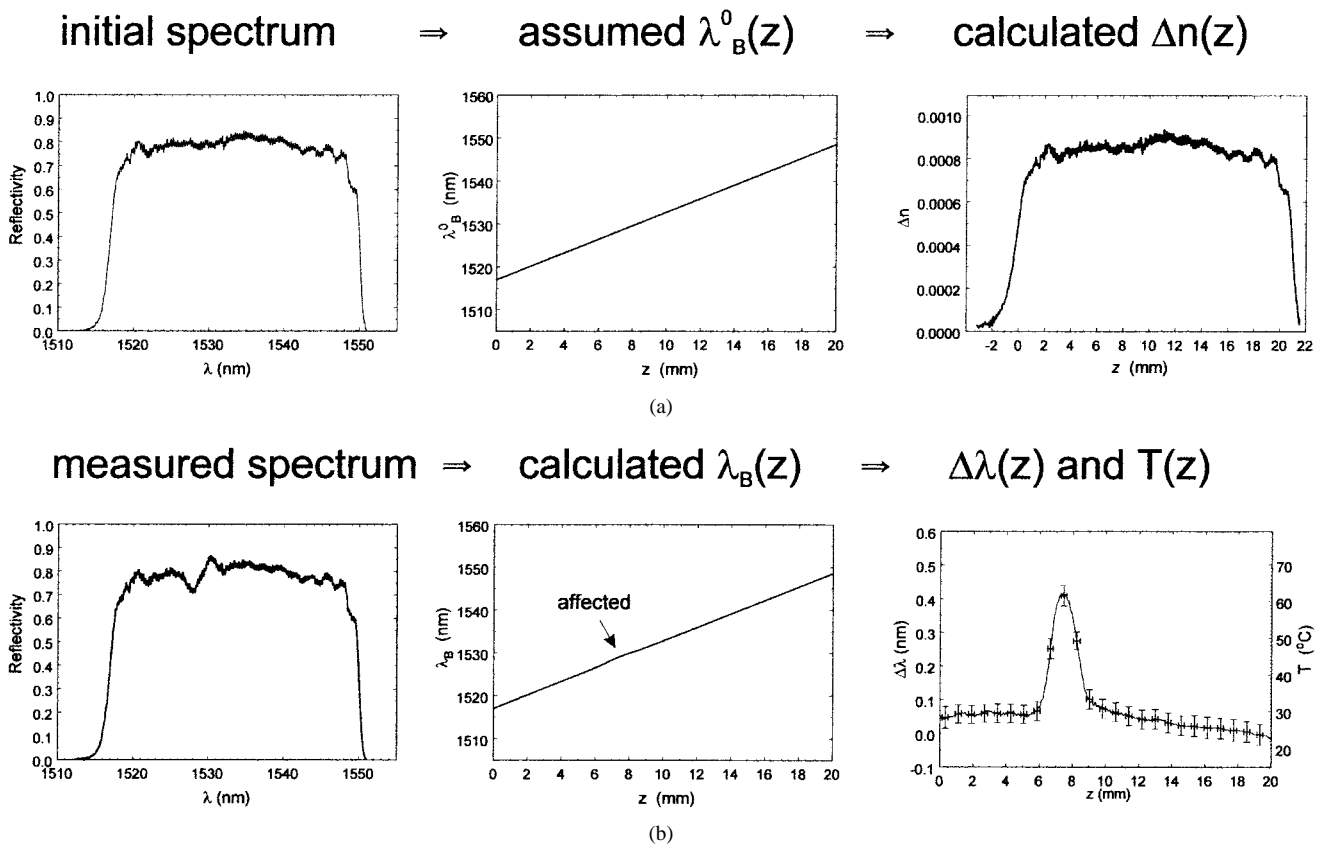 initial spectrum ⇒ assumed λ⁰_B(z) ⇒ calculated Δn(z)
1.0
0.9
0.8
0.7
0.6
0.5
0.4
0.3
0.2
0.1
0.0
Reflectivity
1510 1520 1530 1540 1550
λ (nm)
1560
1550
1540
1530
1520
1510
λ⁰_B (nm)
0 2 4 6 8 10 12 14 16 18 20
z (mm)
0.0010
0.0008
0.0006
0.0004
0.0002
0.0000
Δn
-2 0 2 4 6 8 10 12 14 16 18 20 22
z (mm)
(a)
measured spectrum ⇒ calculated λ_B(z) ⇒ Δλ(z) and T(z)
1.0
0.9
0.8
0.7
0.6
0.5
0.4
0.3
0.2
0.1
0.0
Reflectivity
1510 1520 1530 1540 1550
λ (nm)
1560
1550
1540
1530
1520
1510
λ_B (nm)
affected
0 2 4 6 8 10 12 14 16 18 20
z (mm)
0.6
0.5
0.4
0.3
0.2
0.1
0.0
-0.1
Δλ (nm)
70
60
50
40
30
20
T (°C)
0 2 4 6 8 10 12 14 16 18 20
z (mm)
(b)